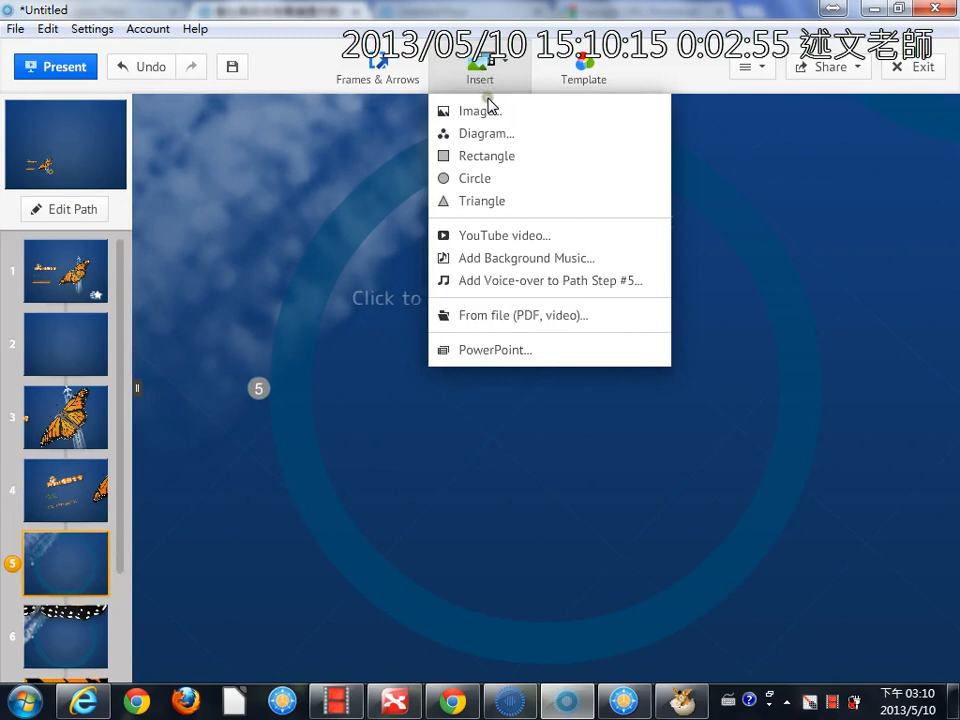 *Untitled
File Edit Settings Account Help
2013/05/10 15:10:15 0:02:55 述文老師
Present Undo Frames & Arrows Insert Template Share Exit
Image...
Diagram...
Rectangle
Circle
Triangle
YouTube video...
Add Background Music...
Add Voice-over to Path Step #5...
From file (PDF, video)...
PowerPoint...
Edit Path
1
2
3
4
5
6
Click to
5
下午 03:10
2013/5/10